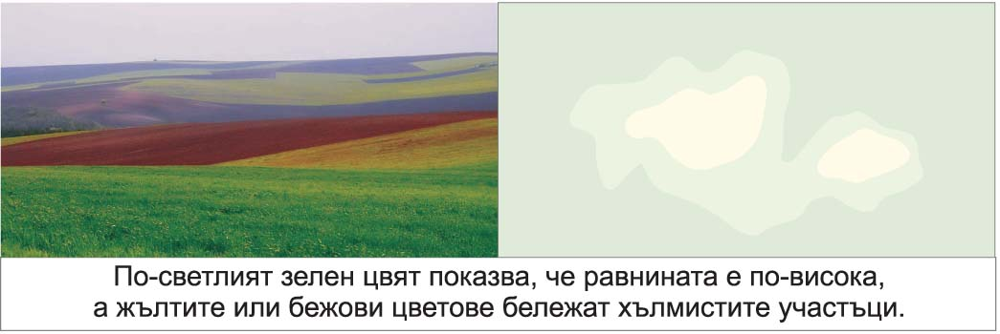 По-светлият зелен цвят показва, че равнината е по-висока,
а жълтите или бежови цветове бележат хълмистите участъци.